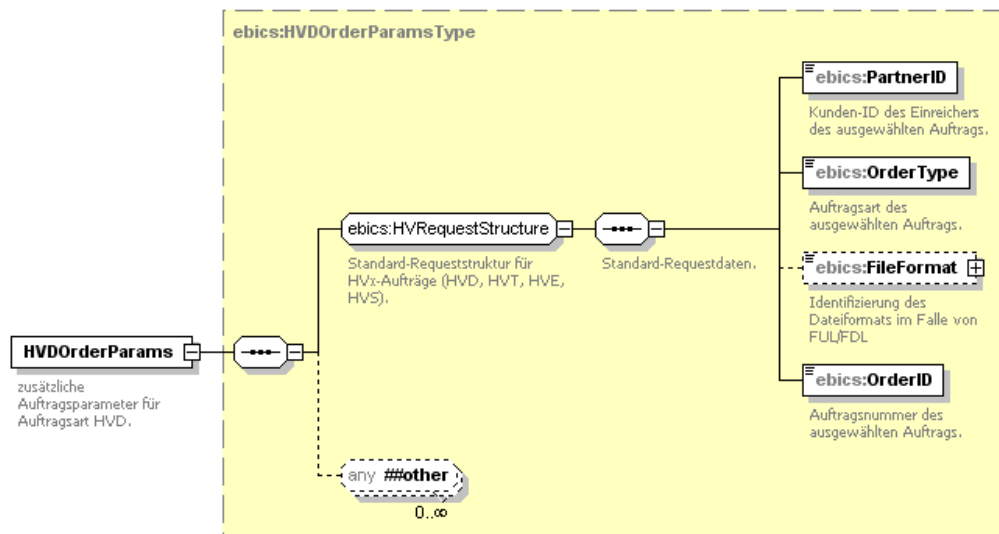 ebics:HVDOrderParamsType
ebics:PartnerID
Kunden-ID des Einreichers
des ausgewählten Auftrags.
ebics:OrderType
Auftragsart des
ausgewählten Auftrags.
ebics:HVRequestStructure
Standard-Requeststruktur für
HVx-Aufträge (HVD, HVT, HVE,
HVS).
Standard-Requestdaten.
ebics:FileFormat
Identifizierung des
Dateiformats im Falle von
FUL/FDL
HVDOrderParams
zusätzliche
Auftragsparameter für
Auftragsart HVD.
ebics:OrderID
Auftragsnummer des
ausgewählten Auftrags.
any ##other
0..∞